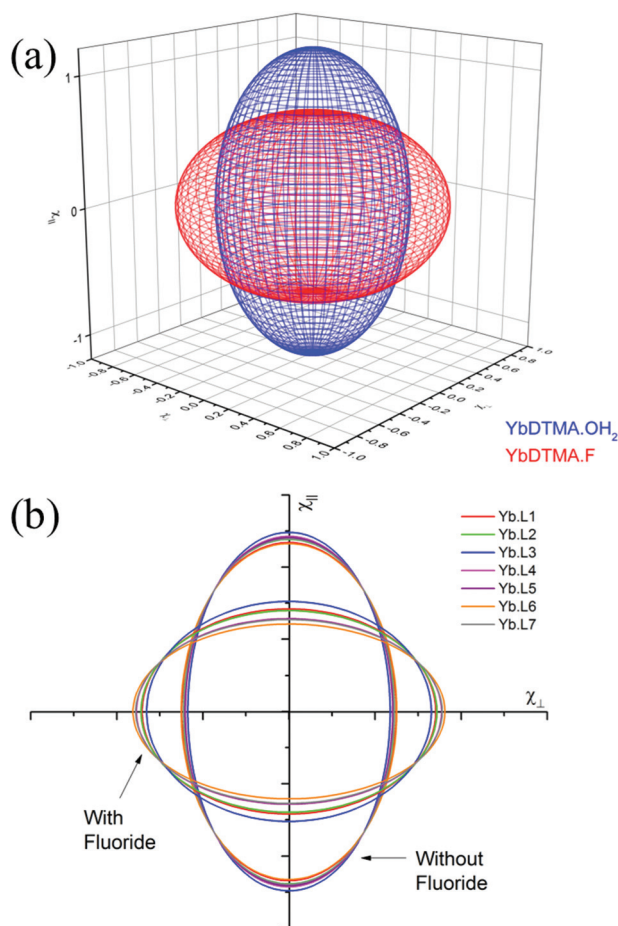 (a)
1
0
-1
χ||
-1.0
-0.8
-0.6
-0.4
-0.2
0.0
0.2
0.4
0.6
0.8
1.0
-1.0
-0.8
-0.6
-0.4
-0.2
0.0
0.2
0.4
0.6
0.8
1.0
χ⊥
YbDTMA.OH₂
YbDTMA.F
(b)
χ||
Yb.L1
Yb.L2
Yb.L3
Yb.L4
Yb.L5
Yb.L6
Yb.L7
χ⊥
With
Fluoride
Without
Fluoride